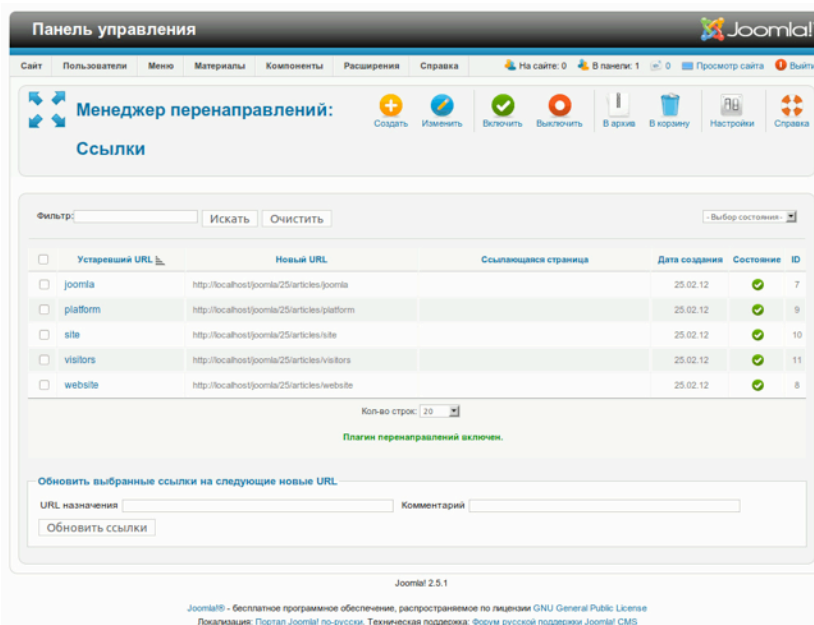 Панель управления
Joomla!
Сайт Пользователи Меню Материалы Компоненты Расширения Справка На сайте: 0 В панели: 1 0 Просмотр сайта Выйти
Менеджер перенаправлений:
Ссылки
Создать Изменить Включить Выключить В архив В корзину Настройки Справка
Фильтр: Искать Очистить - Выбор состояния -
Устаревший URL Новый URL Ссылающаяся страница Дата создания Состояние ID
joomla http://localhost/joomla/25/articles/joomla 25.02.12 7
platform http://localhost/joomla/25/articles/platform 25.02.12 9
site http://localhost/joomla/25/articles/site 25.02.12 10
visitors http://localhost/joomla/25/articles/visitors 25.02.12 11
website http://localhost/joomla/25/articles/website 25.02.12 8
Кол-во строк: 20
Плагин перенаправлений включен.
Обновить выбранные ссылки на следующие новые URL
URL назначения Комментарий
Обновить ссылки
Joomla! 2.5.1
Joomla!® - бесплатное программное обеспечение, распространяемое по лицензии GNU General Public License
Локализация: Портал Joomla! по-русски. Техническая поддержка: Форум русской поддержки Joomla! CMS